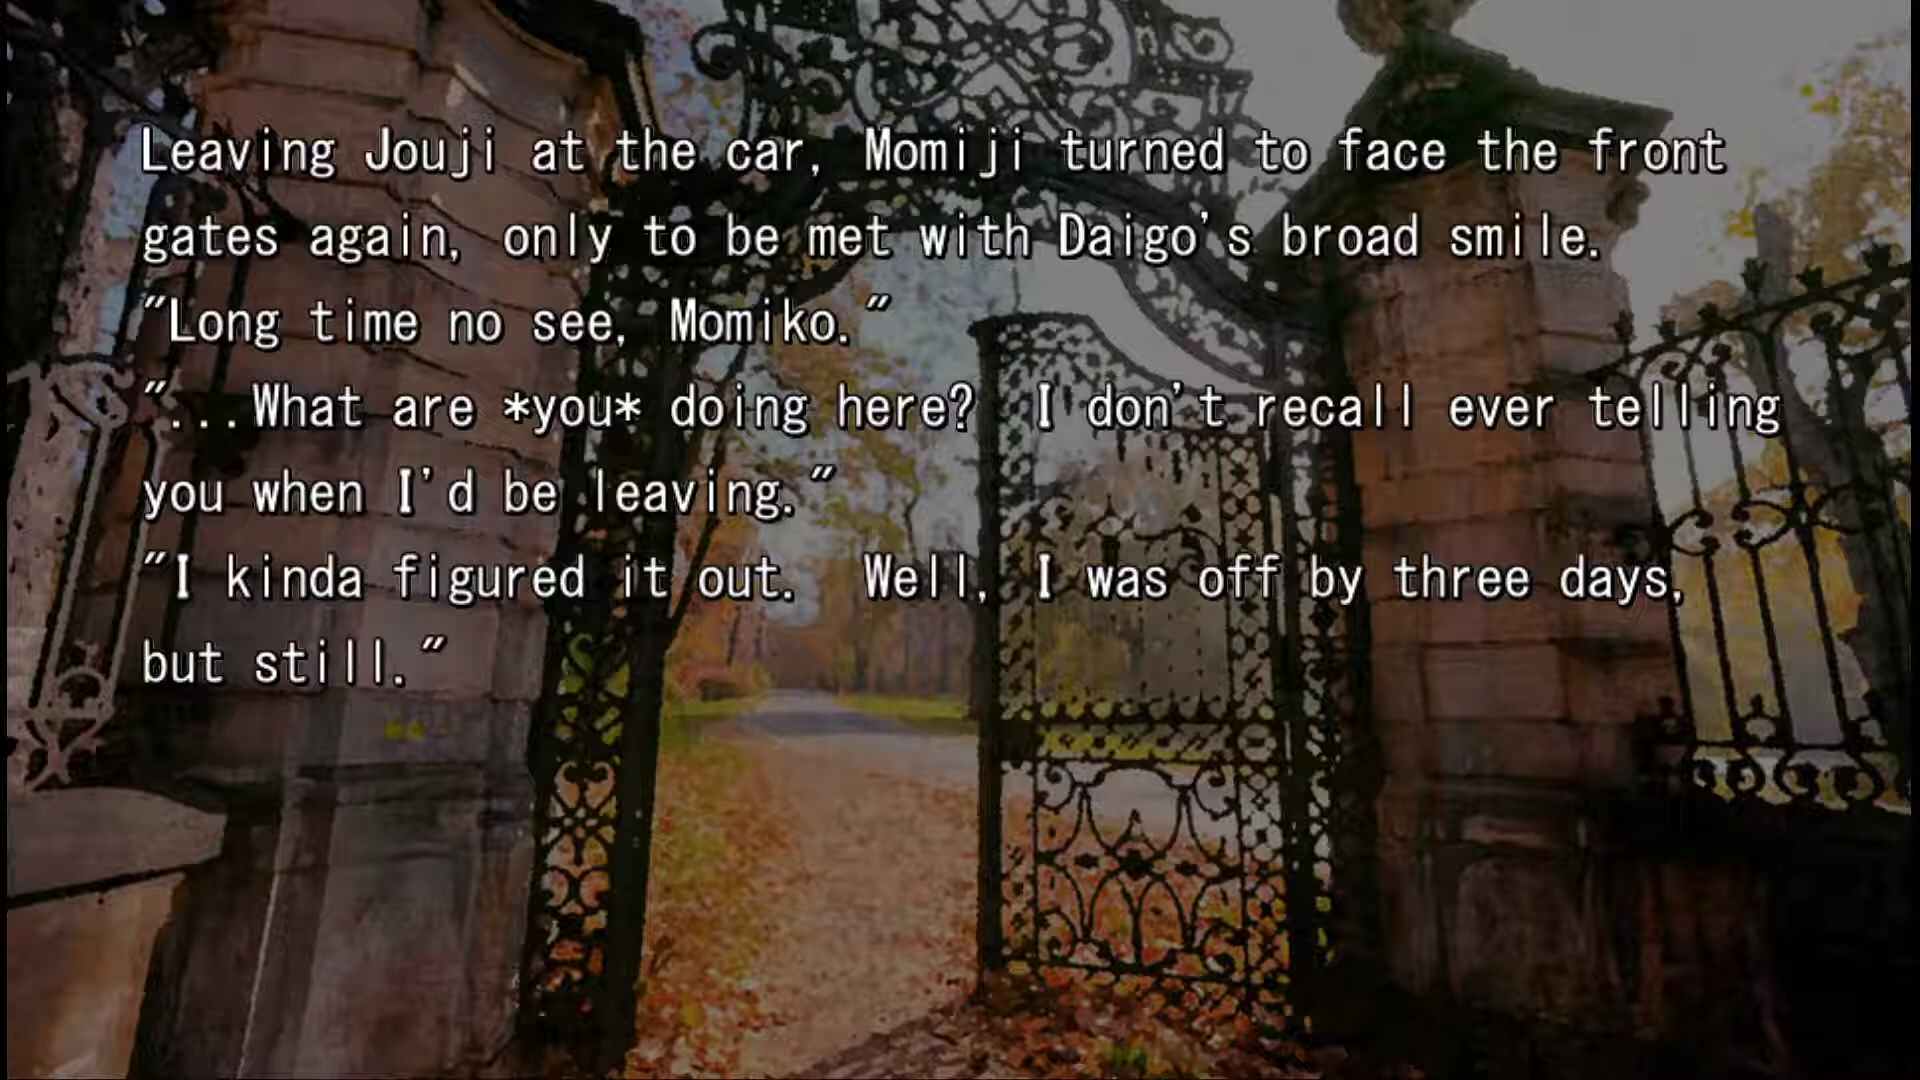 Leaving Jouji at the car, Momiji turned to face the front
gates again, only to be met with Daigo's broad smile.
"Long time no see, Momiko."
"...What are *you* doing here?  I don't recall ever telling
you when I'd be leaving."
"I kinda figured it out.  Well, I was off by three days,
but still."